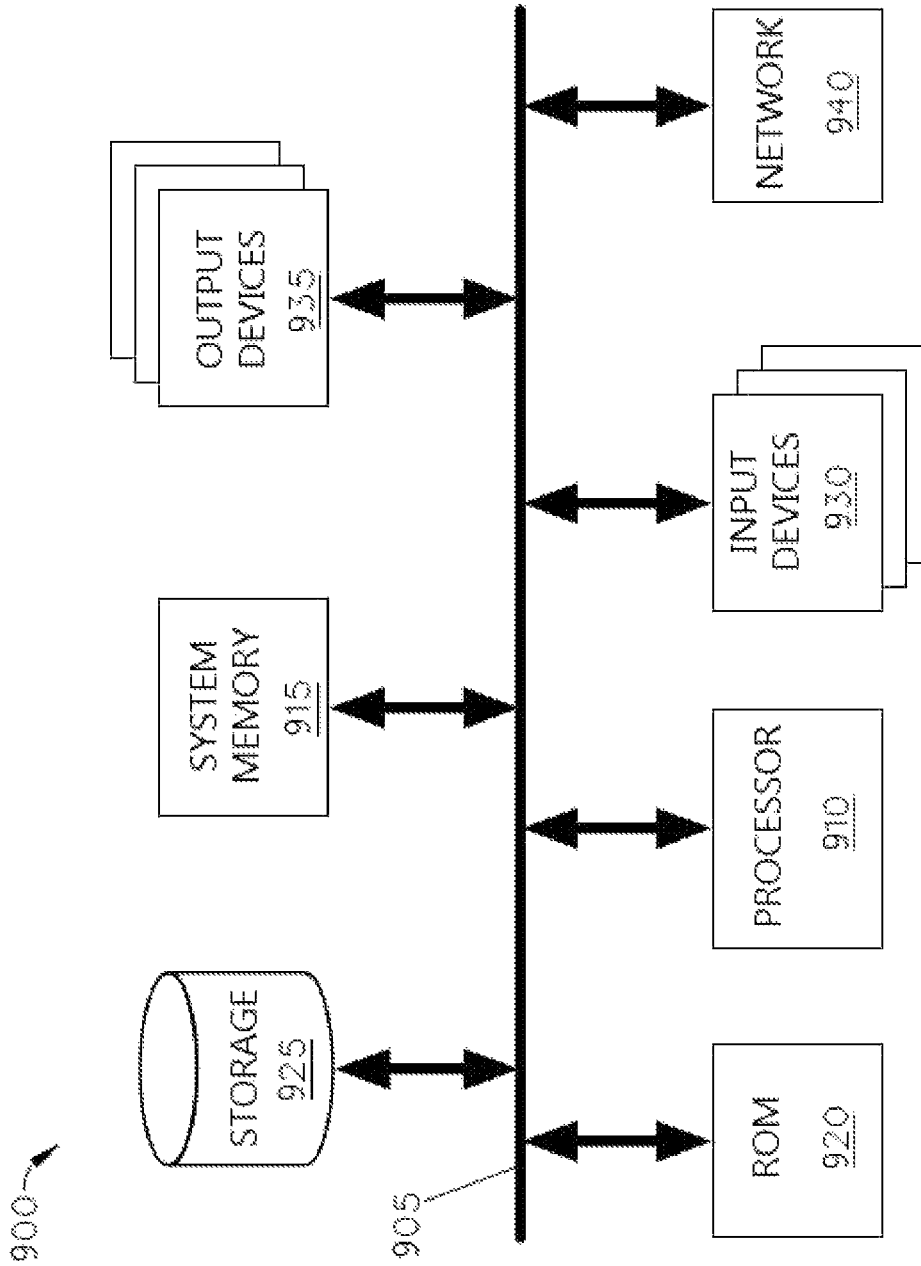 900
STORAGE
925
SYSTEM
MEMORY
915
OUTPUT
DEVICES
935
905
ROM
920
PROCESSOR
910
INPUT
DEVICES
930
NETWORK
940